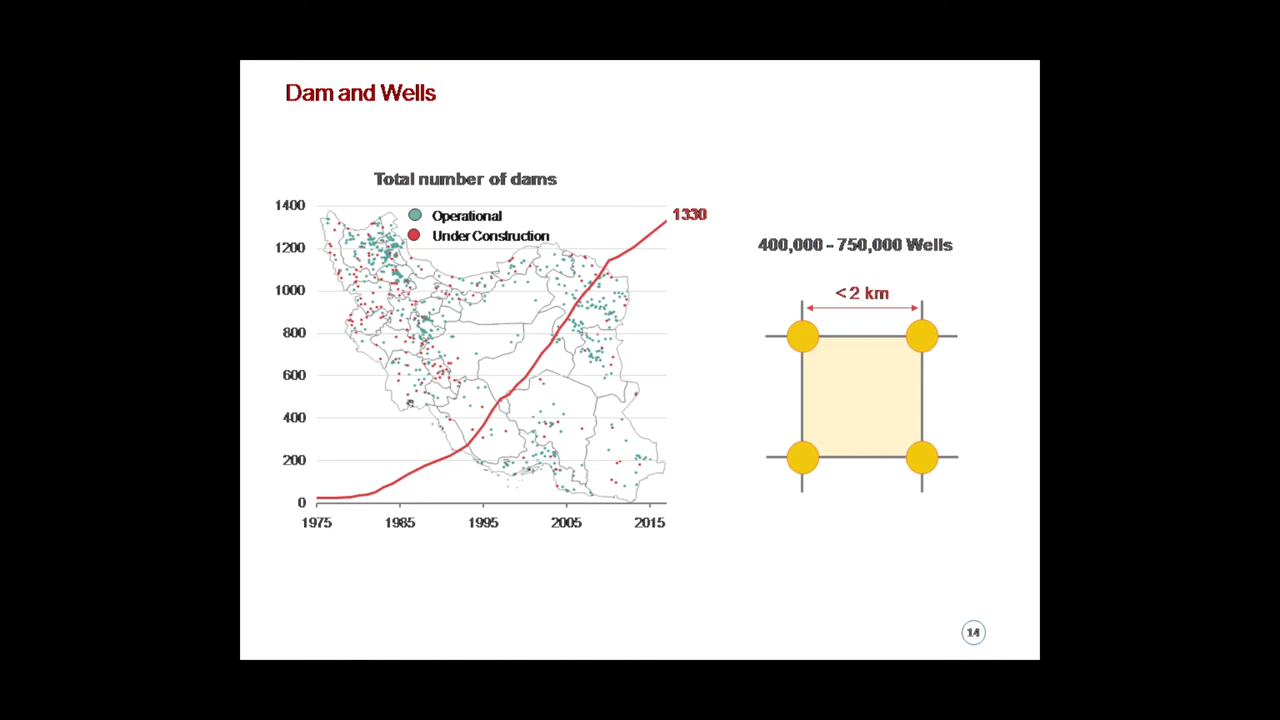 Dam and Wells
Total number of dams
1400
1200
1000
800
600
400
200
0
1975 1985 1995 2005 2015
Operational
Under Construction
1330
400,000 - 750,000 Wells
< 2 km
14